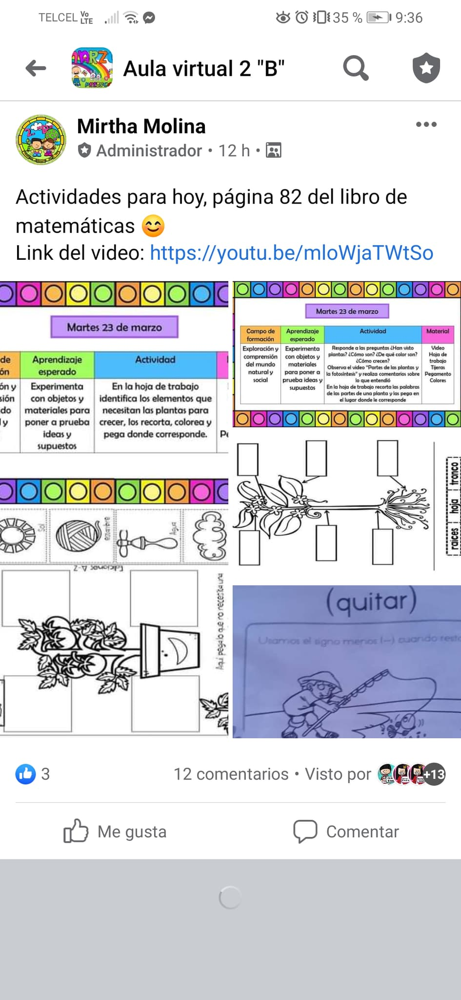 TELCEL Vo LTE 35 % 9:36
MARZ
Aula virtual 2 "B"
Mirtha Molina
Administrador • 12 h •
Actividades para hoy, página 82 del libro de
matemáticas 😊
Link del video: https://youtu.be/mloWjaTWtSo
Martes 23 de marzo
de
ón
Aprendizaje
esperado
Actividad
ón y
sión
do
l y
Experimenta
con objetos y
materiales para
poner a prueba
ideas y
supuestos
En la hoja de trabajo
identifica los elementos que
necesitan las plantas para
crecer, los recorta, colorea y
pega donde corresponde.
Pe
Sol
estambre
Agua
Ediciones A-Z
Aquí pegalo que no necesita una
Martes 23 de marzo
Campo de
formación
Aprendizaje
esperado
Actividad
Material
Exploración y
comprensión
del mundo
natural y
social
Experimenta
con objetos y
materiales
para poner a
prueba ideas y
supuestos
Responde a las preguntas ¿Han visto
plantas? ¿Cómo son? ¿De qué color son?
¿Cómo crecen?
Observa el video "Partes de las plantas y
la fotosíntesis" y realiza comentarios sobre
lo que entendió
En la hoja de trabajo recorta las palabras
de las partes de una planta y las pega en
el lugar donde le corresponde
Video
Hoja de
trabajo
Tijeras
Pegamento
Colores
raices hoja tronco
(quitar)
Usamos el signo menos (-) cuando resta
3
12 comentarios • Visto por +13
Me gusta
Comentar